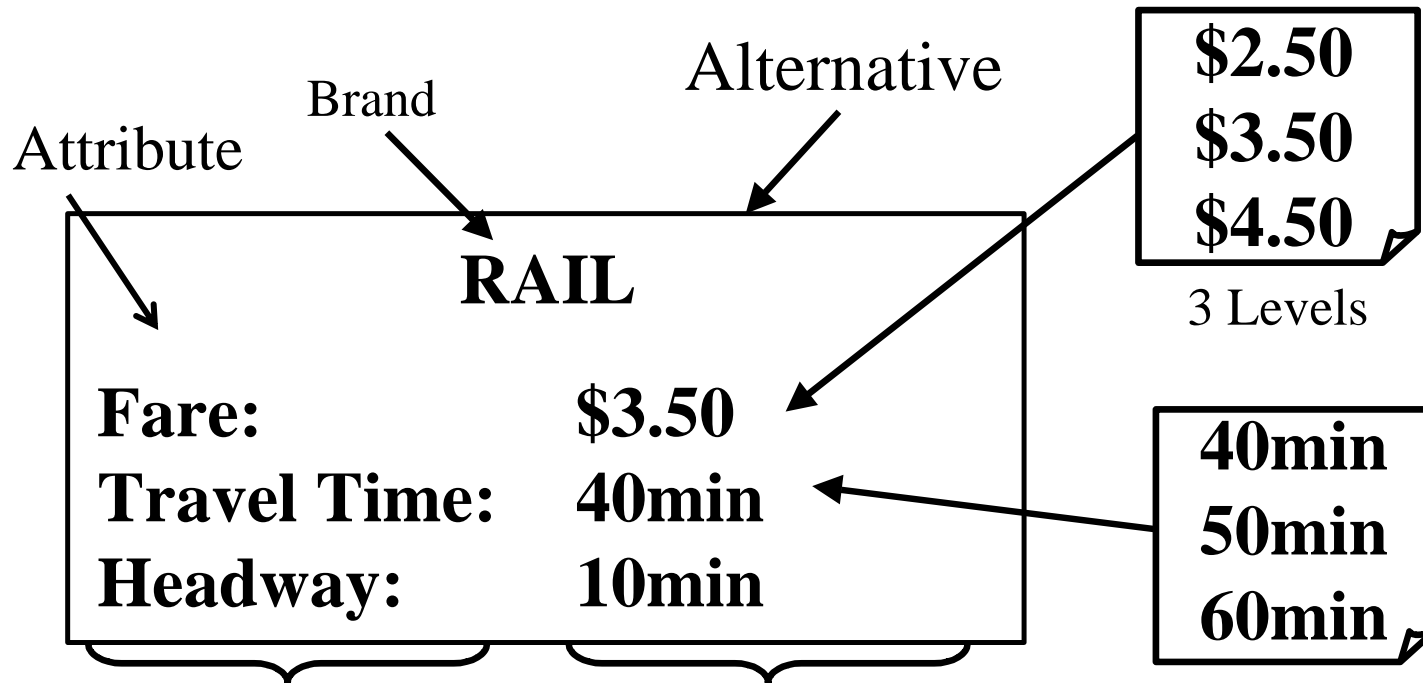 Attribute
Brand
Alternative
RAIL
Fare: $3.50
Travel Time: 40min
Headway: 10min
$2.50
$3.50
$4.50
3 Levels
40min
50min
60min